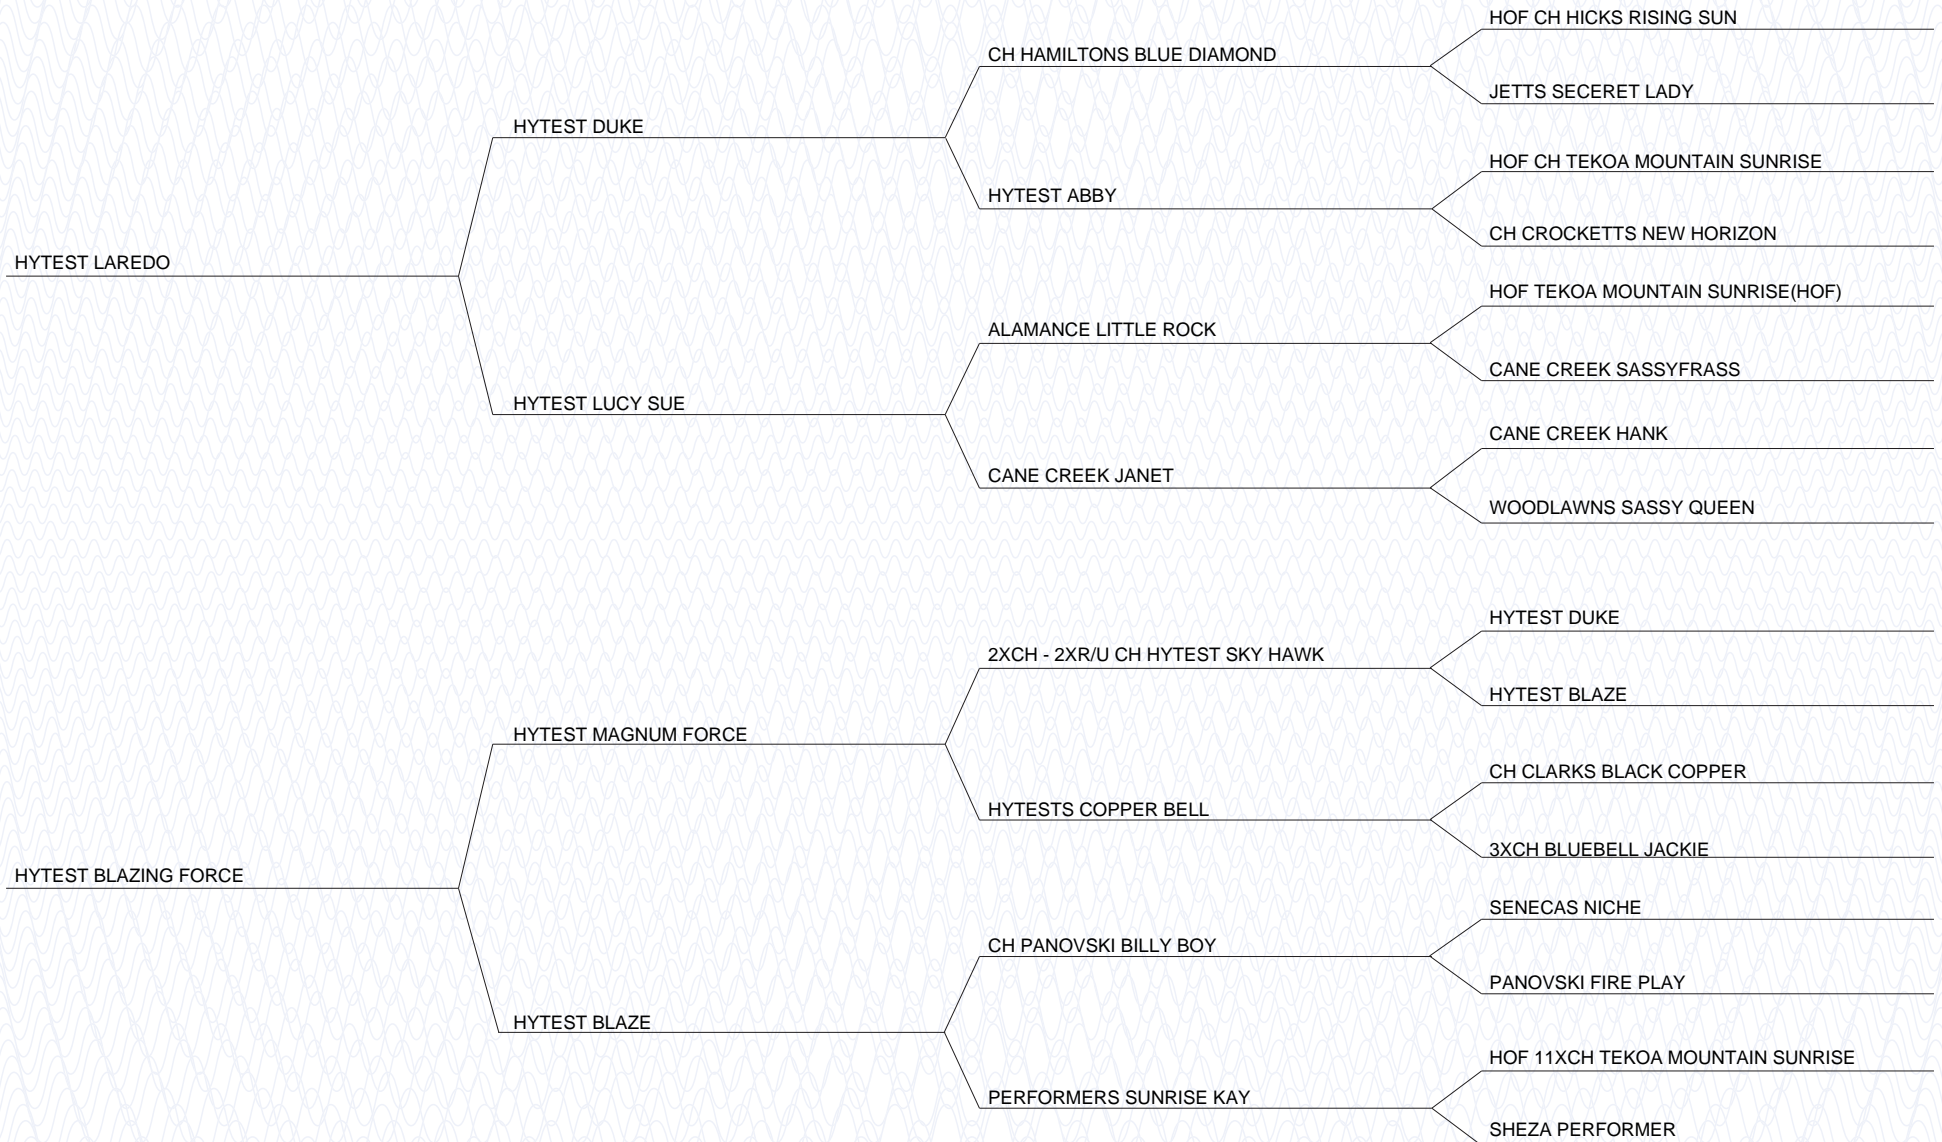 HOF CH HICKS RISING SUN
CH HAMILTONS BLUE DIAMOND
JETTS SECERET LADY
HYTEST DUKE
HOF CH TEKOA MOUNTAIN SUNRISE
HYTEST ABBY
CH CROCKETTS NEW HORIZON
HYTEST LAREDO
HOF TEKOA MOUNTAIN SUNRISE(HOF)
ALAMANCE LITTLE ROCK
CANE CREEK SASSYFRASS
HYTEST LUCY SUE
CANE CREEK HANK
CANE CREEK JANET
WOODLAWNS SASSY QUEEN
HYTEST DUKE
2XCH - 2XR/U CH HYTEST SKY HAWK
HYTEST BLAZE
HYTEST MAGNUM FORCE
CH CLARKS BLACK COPPER
HYTESTS COPPER BELL
3XCH BLUEBELL JACKIE
HYTEST BLAZING FORCE
SENECAS NICHE
CH PANOVSKI BILLY BOY
PANOVSKI FIRE PLAY
HYTEST BLAZE
HOF 11XCH TEKOA MOUNTAIN SUNRISE
PERFORMERS SUNRISE KAY
SHEZA PERFORMER